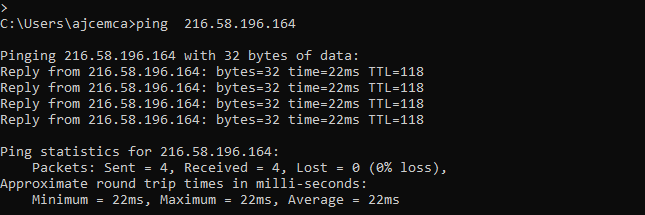 >
C:\Users\ajcemca>ping  216.58.196.164
Pinging 216.58.196.164 with 32 bytes of data:
Reply from 216.58.196.164: bytes=32 time=22ms TTL=118
Reply from 216.58.196.164: bytes=32 time=22ms TTL=118
Reply from 216.58.196.164: bytes=32 time=22ms TTL=118
Reply from 216.58.196.164: bytes=32 time=22ms TTL=118
Ping statistics for 216.58.196.164:
    Packets: Sent = 4, Received = 4, Lost = 0 (0% loss),
Approximate round trip times in milli-seconds:
    Minimum = 22ms, Maximum = 22ms, Average = 22ms